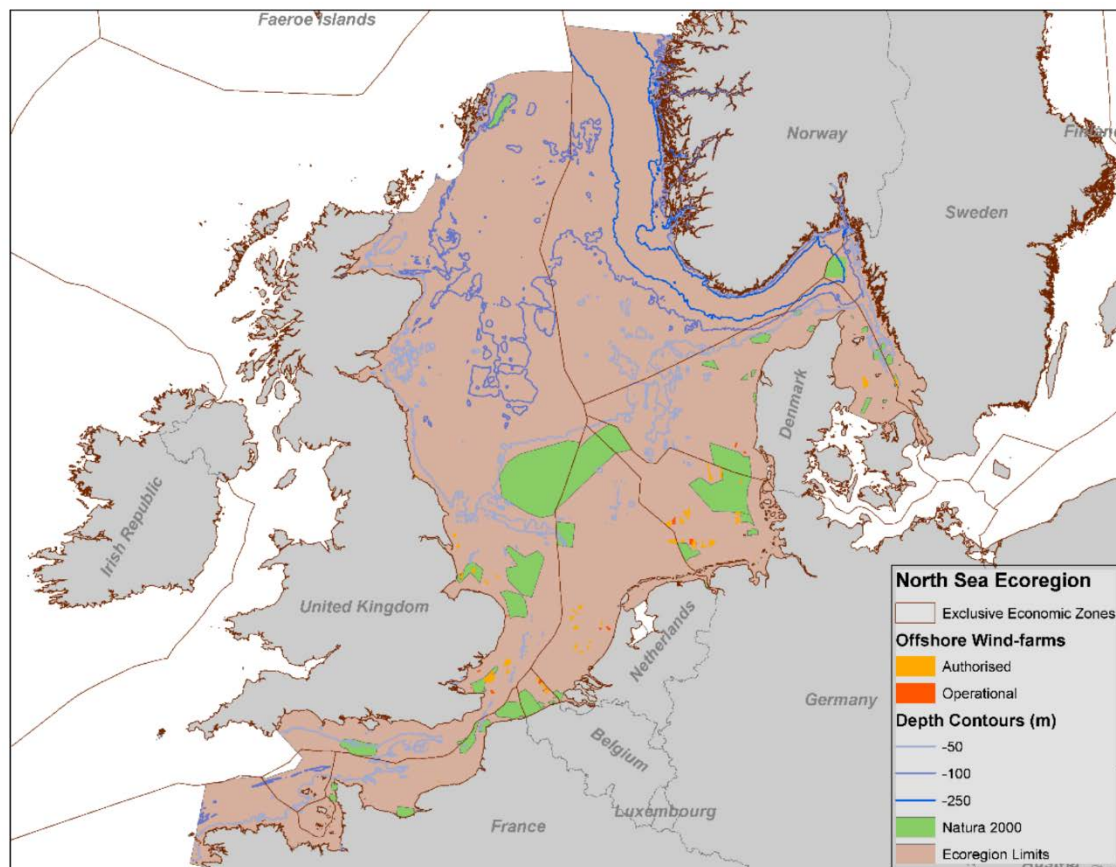 Faeroe Islands
Norway
Sweden
Denmark
Irish Republic
United Kingdom
Netherlands
Germany
Belgium
Luxembourg
France
North Sea Ecoregion
Exclusive Economic Zones
Offshore Wind-farms
Authorised
Operational
Depth Contours (m)
-50
-100
-250
Natura 2000
Ecoregion Limits